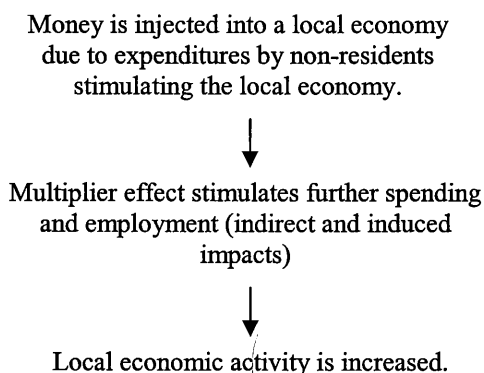 Money is injected into a local economy
due to expenditures by non-residents
stimulating the local economy.
Multiplier effect stimulates further spending
and employment (indirect and induced
impacts)
Local economic activity is increased.